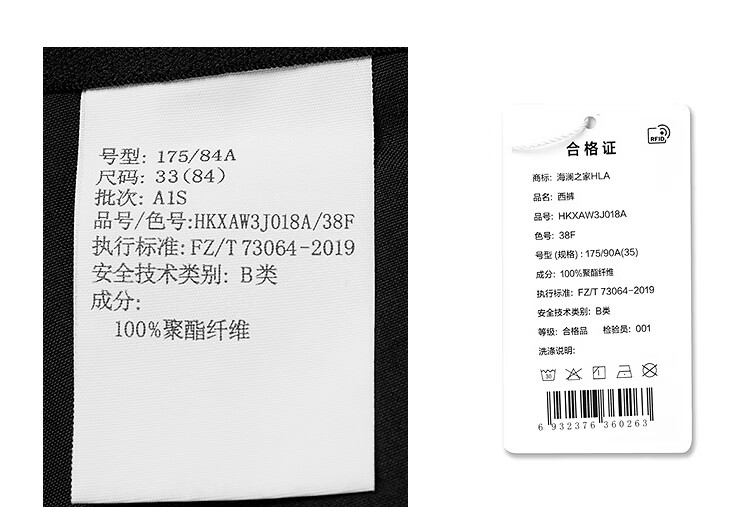 号型: 175/84A
尺码: 33(84)
批次: A1S
品号/色号:HKXAW3J018A/38F
执行标准: FZ/T 73064-2019
安全技术类别: B类
成分:
100%聚酯纤维
RFID
合格证
商标: 海澜之家HLA
品名: 西裤
品号: HKXAW3J018A
色号: 38F
号型 (规格) : 175/90A(35)
成分: 100%聚酯纤维
执行标准: FZ/T 73064-2019
安全技术类别: B类
等级: 合格品 检验员: 001
洗涤说明:
30
6 932376 360263